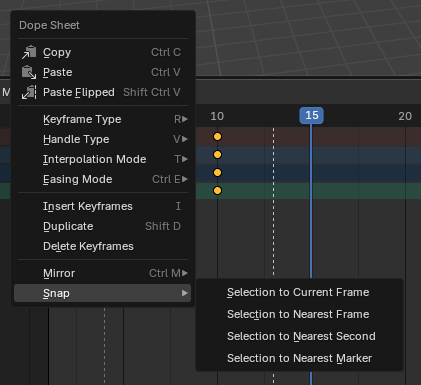 Dope Sheet
Copy Ctrl C
Paste Ctrl V
Paste Flipped Shift Ctrl V
M
Keyframe Type R
10 15 20
Handle Type V
Interpolation Mode T
Easing Mode Ctrl E
Insert Keyframes I
Duplicate Shift D
Delete Keyframes
Mirror Ctrl M
Snap
Selection to Current Frame
Selection to Nearest Frame
Selection to Nearest Second
Selection to Nearest Marker